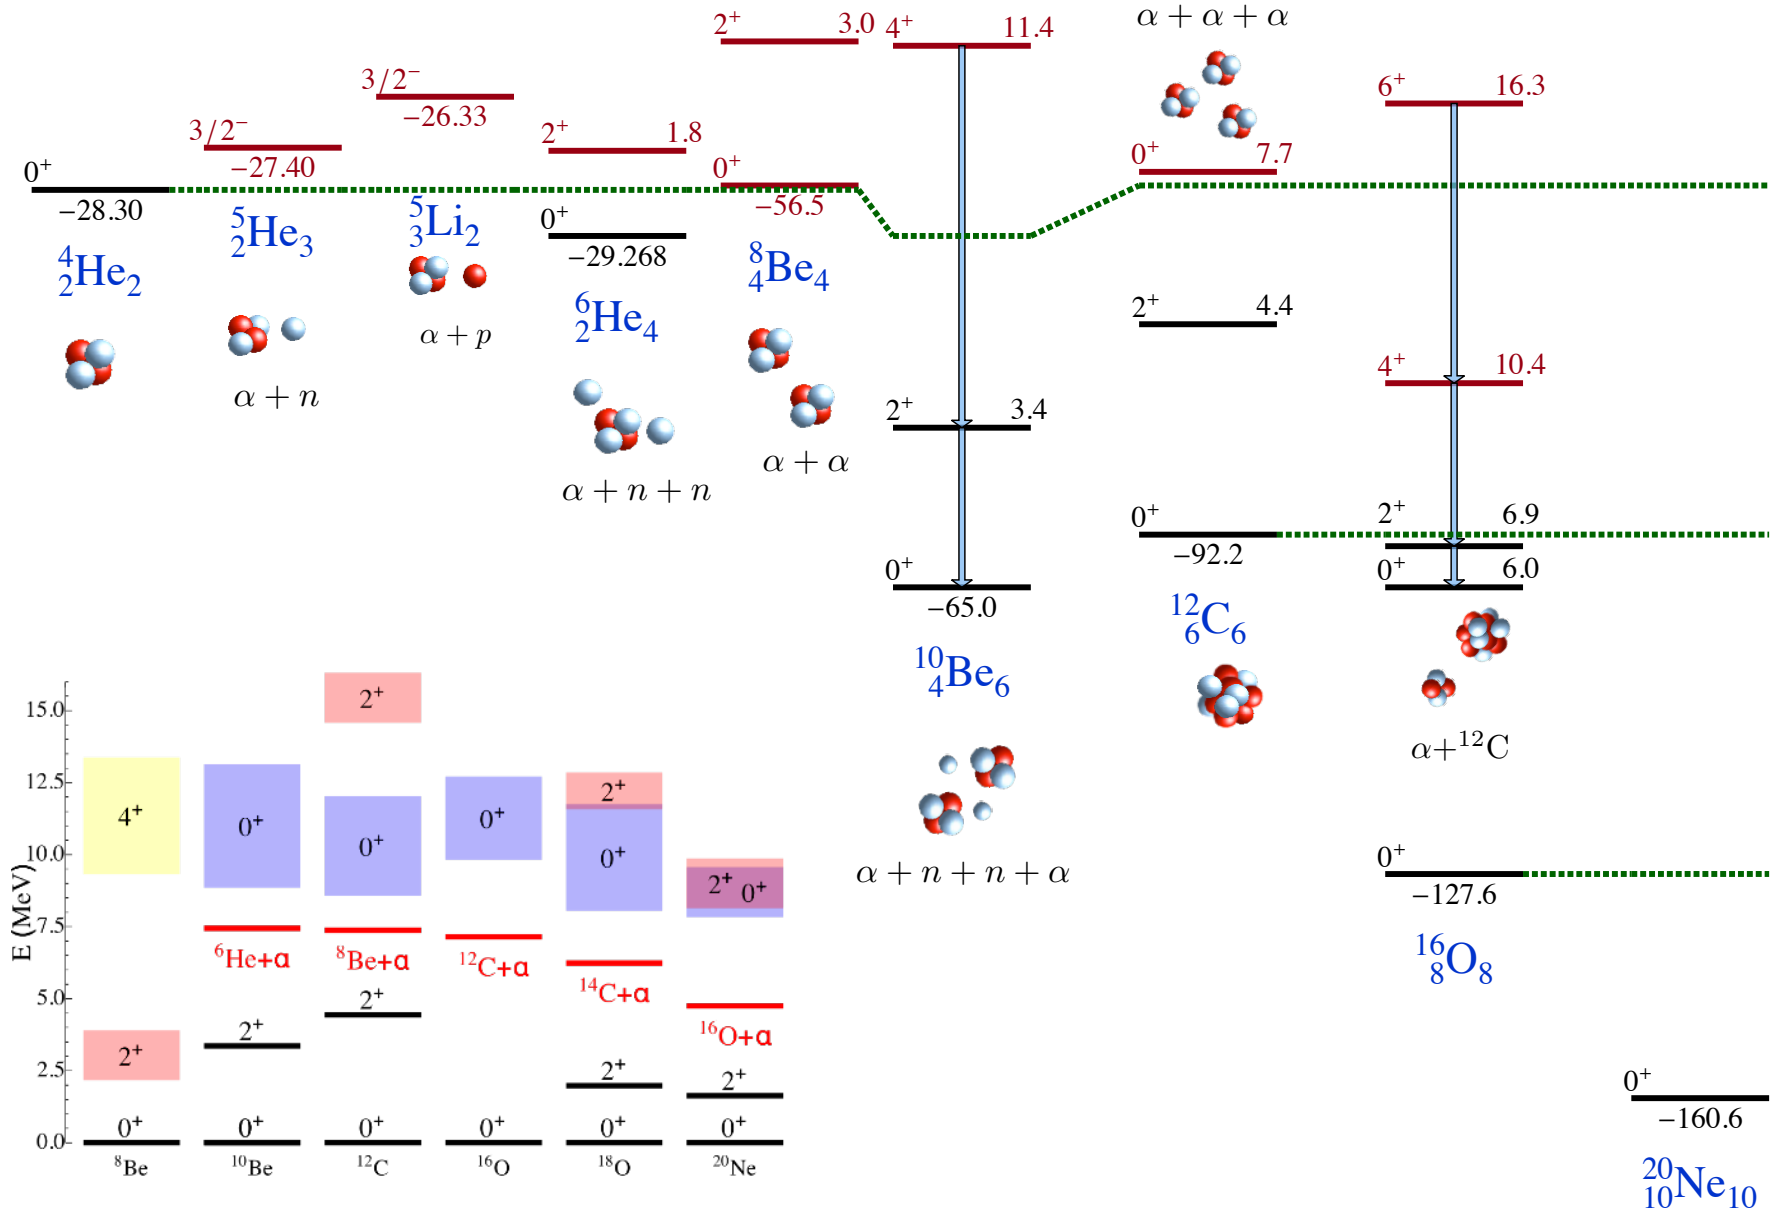 0⁺
−28.30
⁴₂He₂
3/2⁻
−27.40
⁵₂He₃
α + n
3/2⁻
−26.33
⁵₃Li₂
α + p
2⁺ 1.8
0⁺
−29.268
⁶₂He₄
α + n + n
2⁺ 3.0
0⁺
−56.5
⁸₄Be₄
α + α
4⁺ 11.4
2⁺ 3.4
0⁺
−65.0
¹⁰₄Be₆
α + n + n + α
α + α + α
0⁺ 7.7
2⁺ 4.4
0⁺
−92.2
¹²₆C₆
6⁺ 16.3
4⁺ 10.4
2⁺ 6.9
0⁺ 6.0
α+¹²C
0⁺
−127.6
¹⁶₈O₈
0⁺
−160.6
²⁰₁₀Ne₁₀
E (MeV)
15.0
12.5
10.0
7.5
5.0
2.5
0.0
4⁺
2⁺
0⁺
⁸Be
0⁺
⁶He+α
2⁺
0⁺
¹⁰Be
2⁺
0⁺
⁸Be+α
2⁺
0⁺
¹²C
0⁺
¹²C+α
0⁺
¹⁶O
2⁺
0⁺
¹⁴C+α
2⁺
0⁺
¹⁸O
2⁺ 0⁺
¹⁶O+α
2⁺
0⁺
²⁰Ne